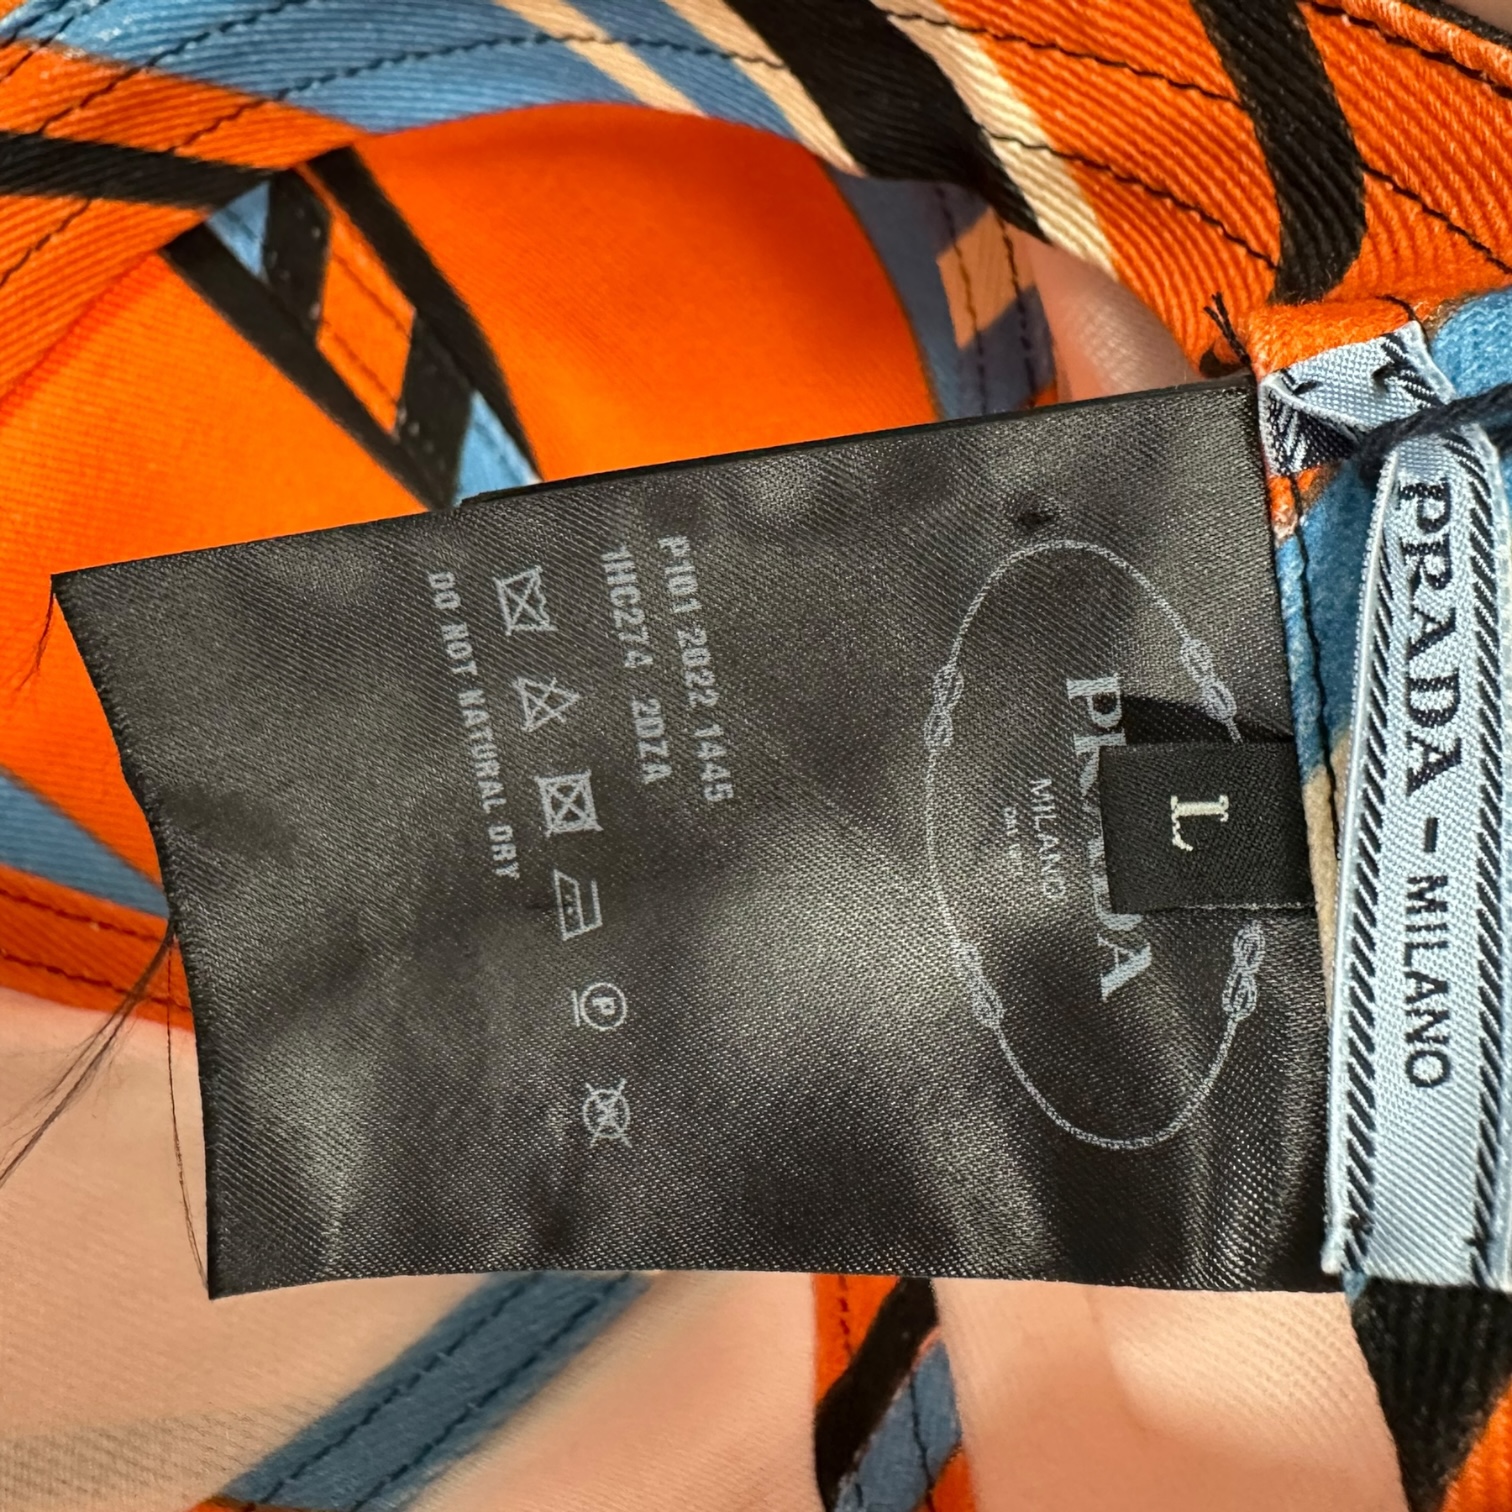 PRADA - MILANO
L
PRADA
MILANO
P101 2022 1445
1HC274 2DZA
P
DO NOT NATURAL DRY